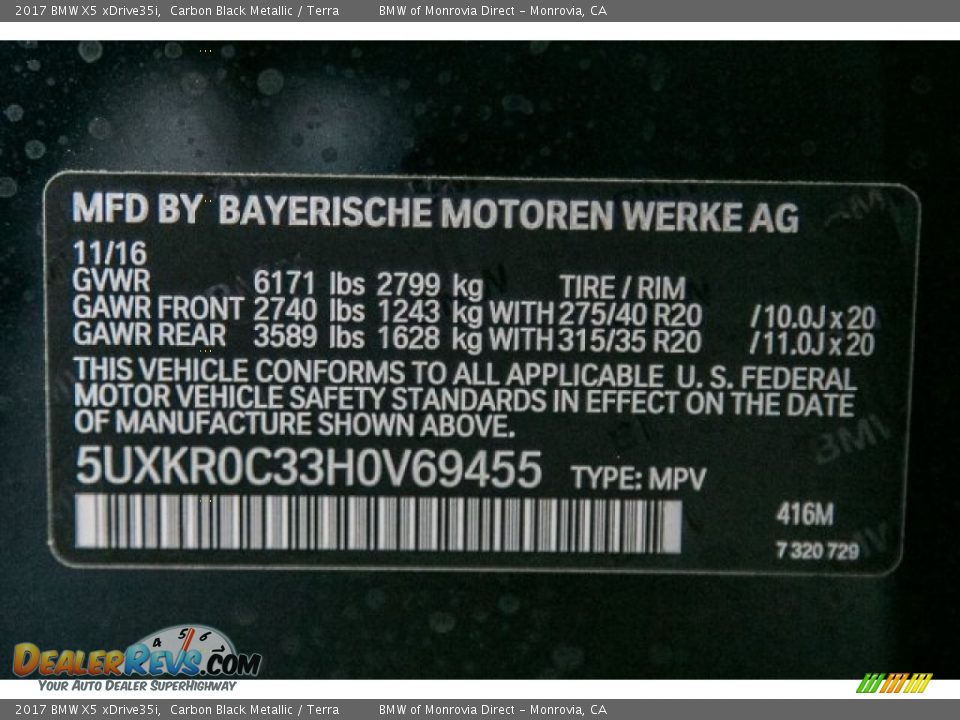 2017 BMW X5 xDrive35i, Carbon Black Metallic / Terra BMW of Monrovia Direct - Monrovia, CA
MFD BY BAYERISCHE MOTOREN WERKE AG
11/16
GVWR 6171 lbs 2799 kg TIRE / RIM
GAWR FRONT 2740 lbs 1243 kg WITH 275/40 R20 / 10.0J x 20
GAWR REAR 3589 lbs 1628 kg WITH 315/35 R20 / 11.0J x 20
THIS VEHICLE CONFORMS TO ALL APPLICABLE U. S. FEDERAL
MOTOR VEHICLE SAFETY STANDARDS IN EFFECT ON THE DATE
OF MANUFACTURE SHOWN ABOVE.
5UXKR0C33H0V69455 TYPE: MPV
416M
7 320 729
4 5 6
DEALERREVS.COM
YOUR AUTO DEALER SUPERHIGHWAY
2017 BMW X5 xDrive35i, Carbon Black Metallic / Terra BMW of Monrovia Direct - Monrovia, CA